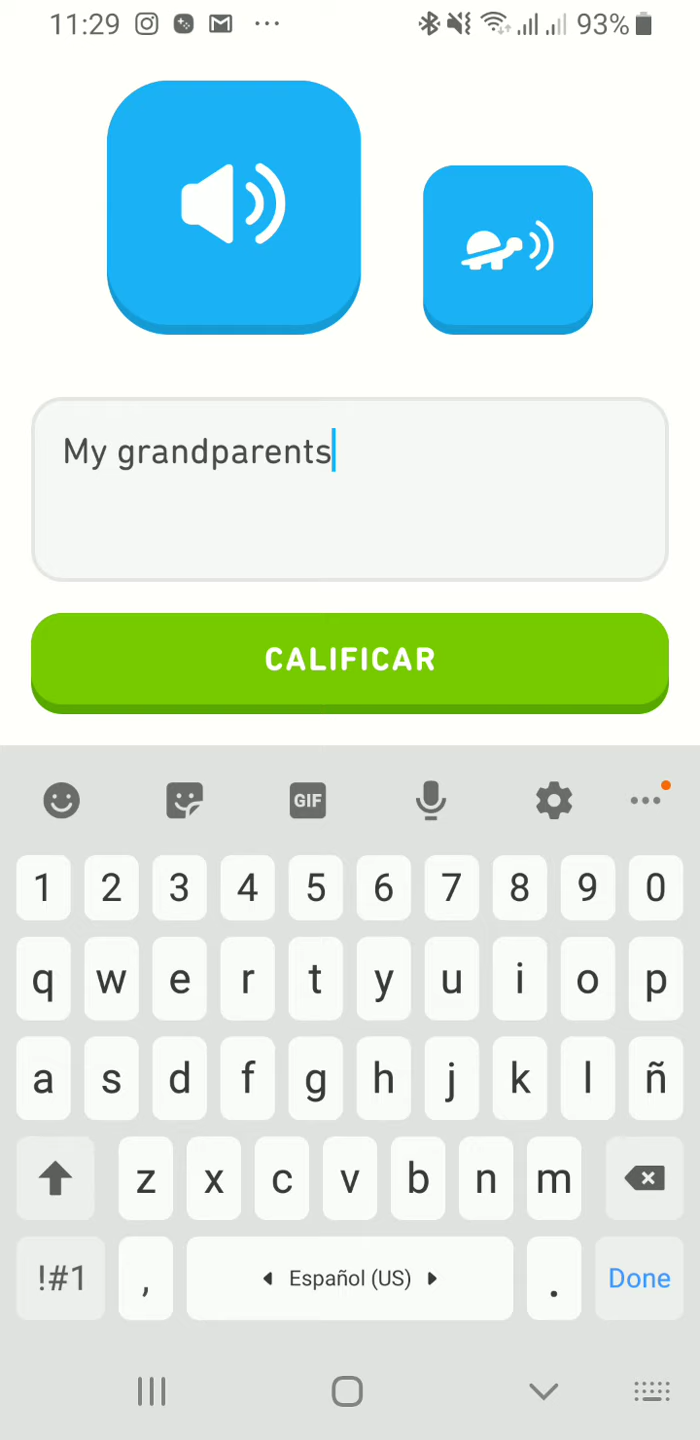 11:29 93%
My grandparents
CALIFICAR
GIF
1 2 3 4 5 6 7 8 9 0
q w e r t y u i o p
a s d f g h j k l ñ
z x c v b n m
!#1 , Español (US) . Done